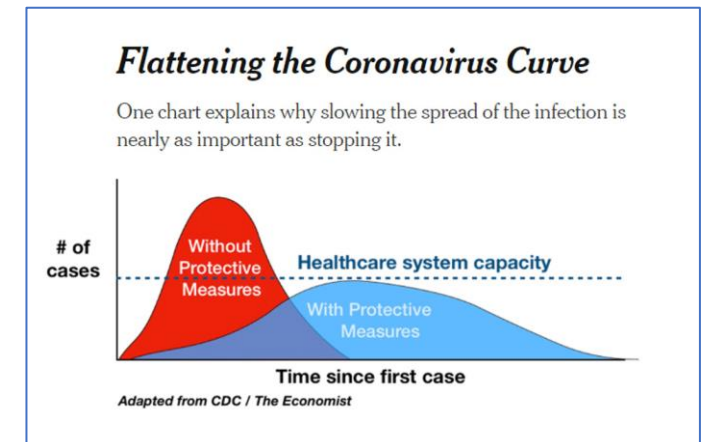 Flattening the Coronavirus Curve
One chart explains why slowing the spread of the infection is
nearly as important as stopping it.
# of
cases
Without
Protective
Measures
Healthcare system capacity
With Protective
Measures
Time since first case
Adapted from CDC / The Economist